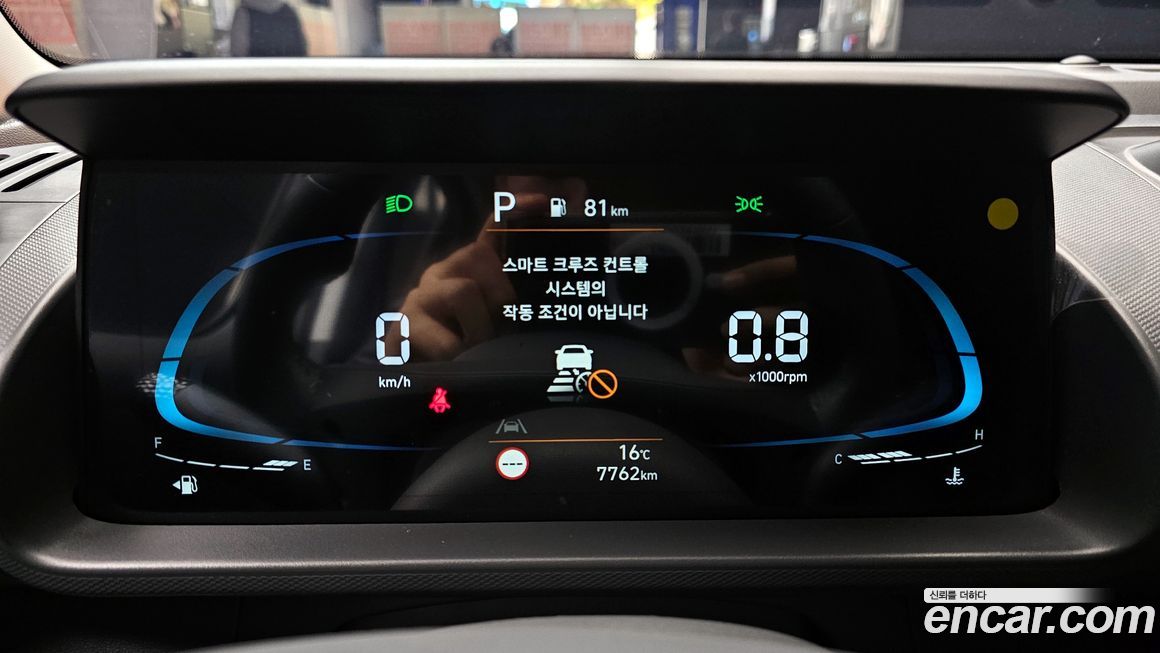 P 81 km
스마트 크루즈 컨트롤
시스템의
작동 조건이 아닙니다
0
km/h
0.8
x1000rpm
F
E
---
16℃
7762km
C
H
신뢰를 더하다
encar.com